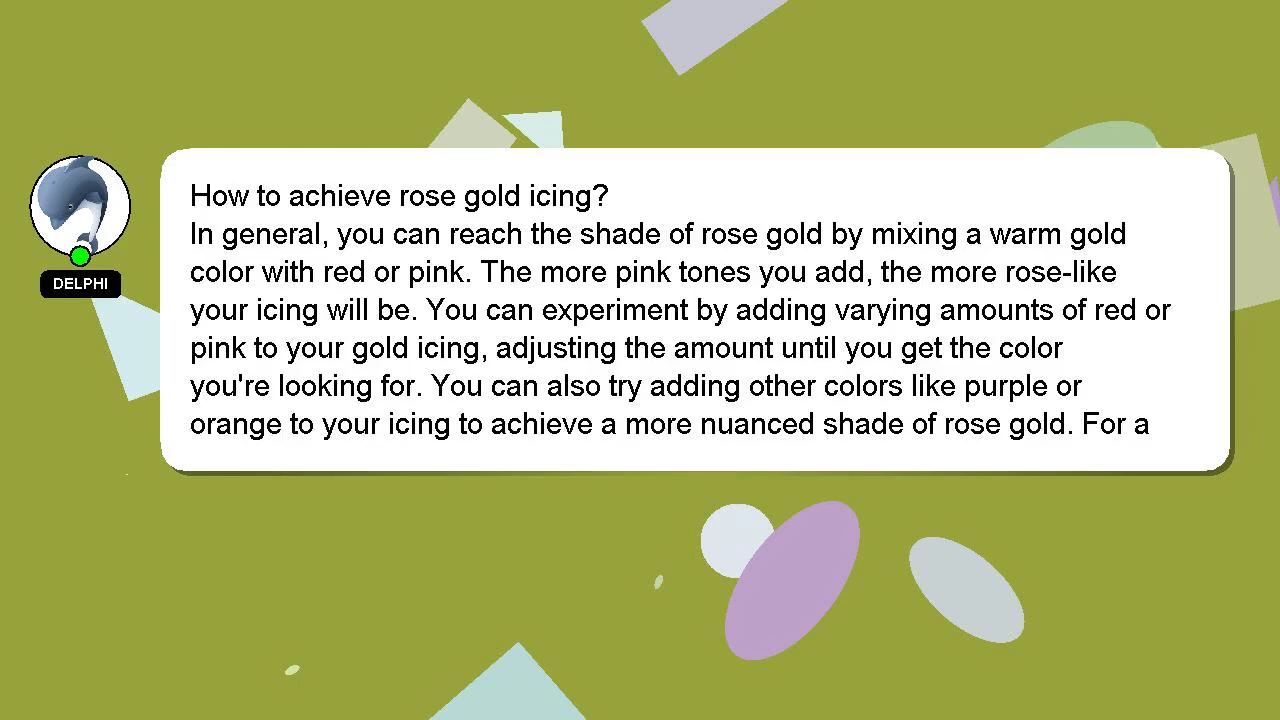 DELPHI
How to achieve rose gold icing?
In general, you can reach the shade of rose gold by mixing a warm gold
color with red or pink. The more pink tones you add, the more rose-like
your icing will be. You can experiment by adding varying amounts of red or
pink to your gold icing, adjusting the amount until you get the color
you're looking for. You can also try adding other colors like purple or
orange to your icing to achieve a more nuanced shade of rose gold. For a